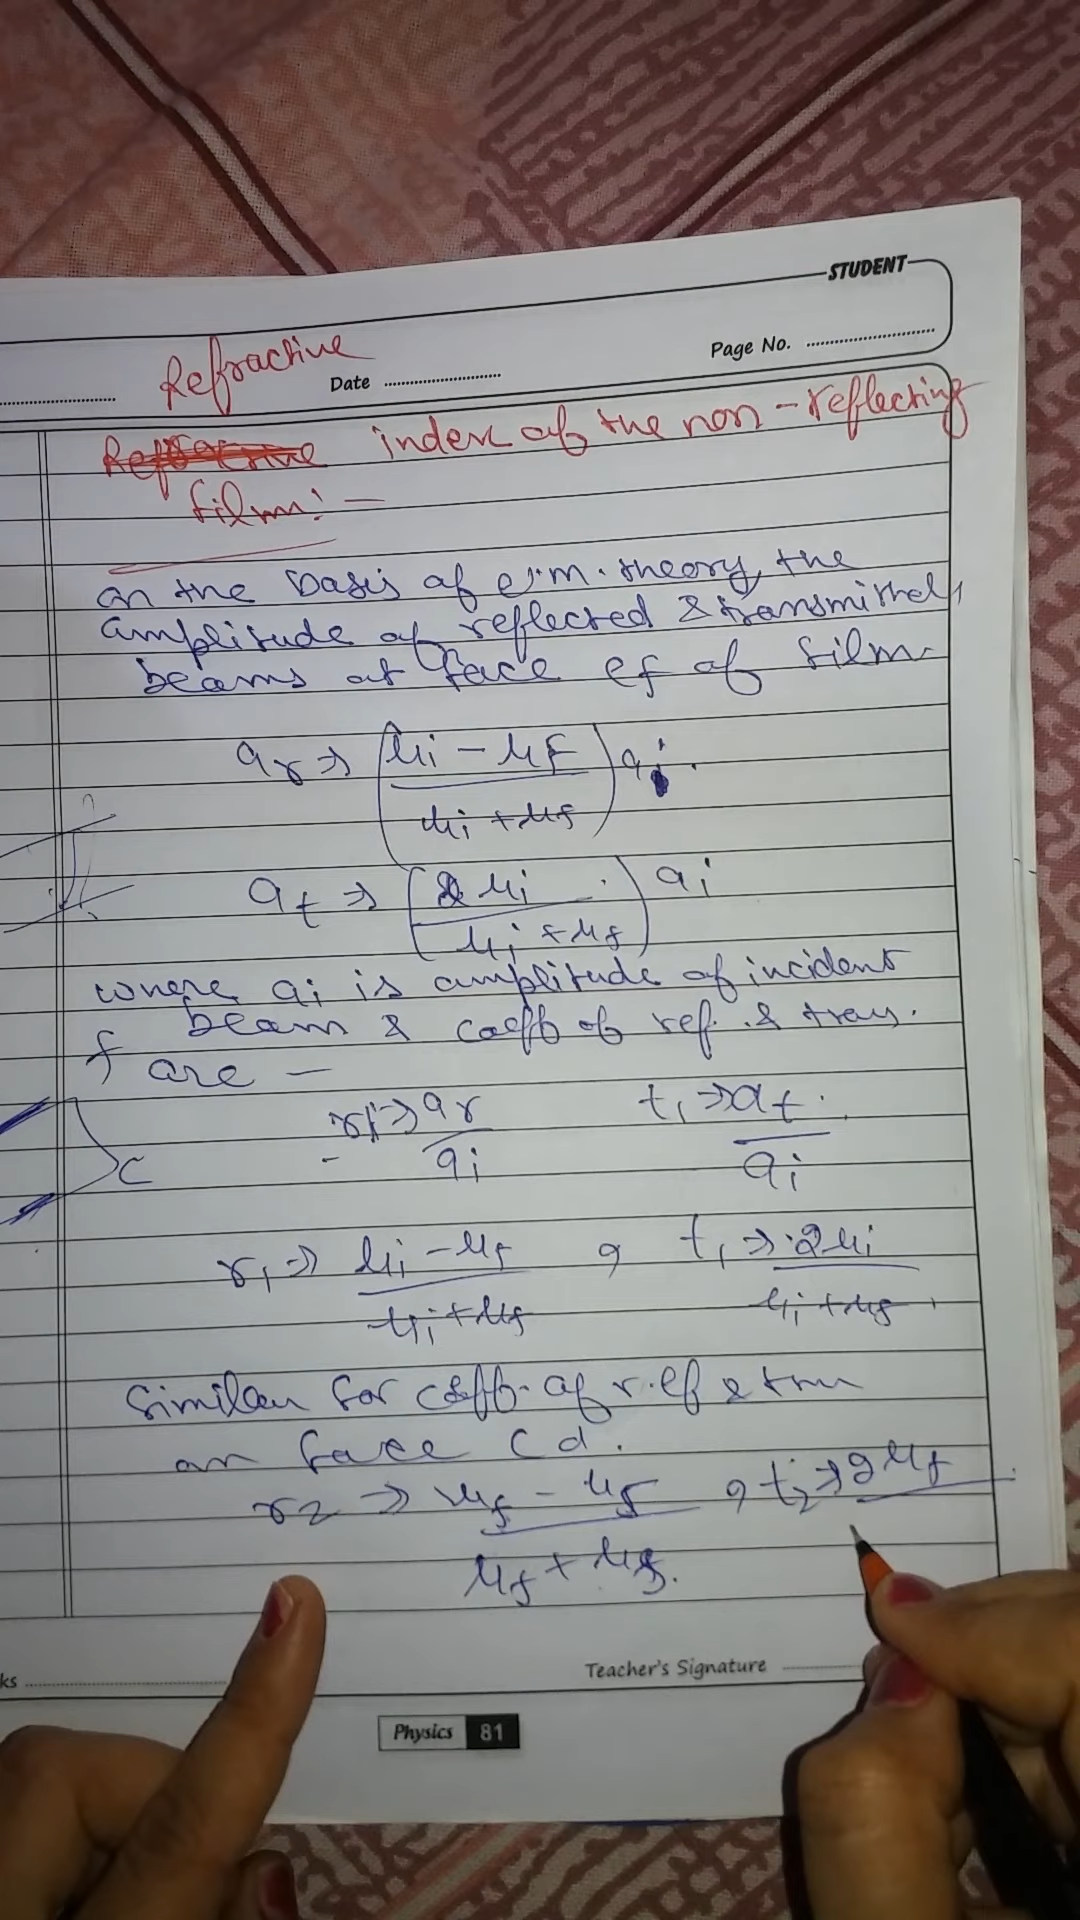 STUDENT
Page No.
Date
Refractive
Refractive index of the non-reflecting
film:-
on the basis of e.m. theory, the
amplitude of reflected & transmitted
beams at face ef of film.
ar ⇒ (μi - μf / μi + μf) ai
at ⇒ (2μi / μi + μf) ai
where ai is amplitude of incident
beam & coeff of ref. & trans.
are -
r1 ⇒ ar / ai t1 ⇒ at / ai
r1 ⇒ μi - μf / μi + μf , t1 ⇒ 2μi / μi + μf
Similar for coeff. of ref & trn
on face cd.
r2 ⇒ μf - μg / μf + μg. , t2 ⇒ 2μf
C
ks
Teacher's Signature
Physics 81